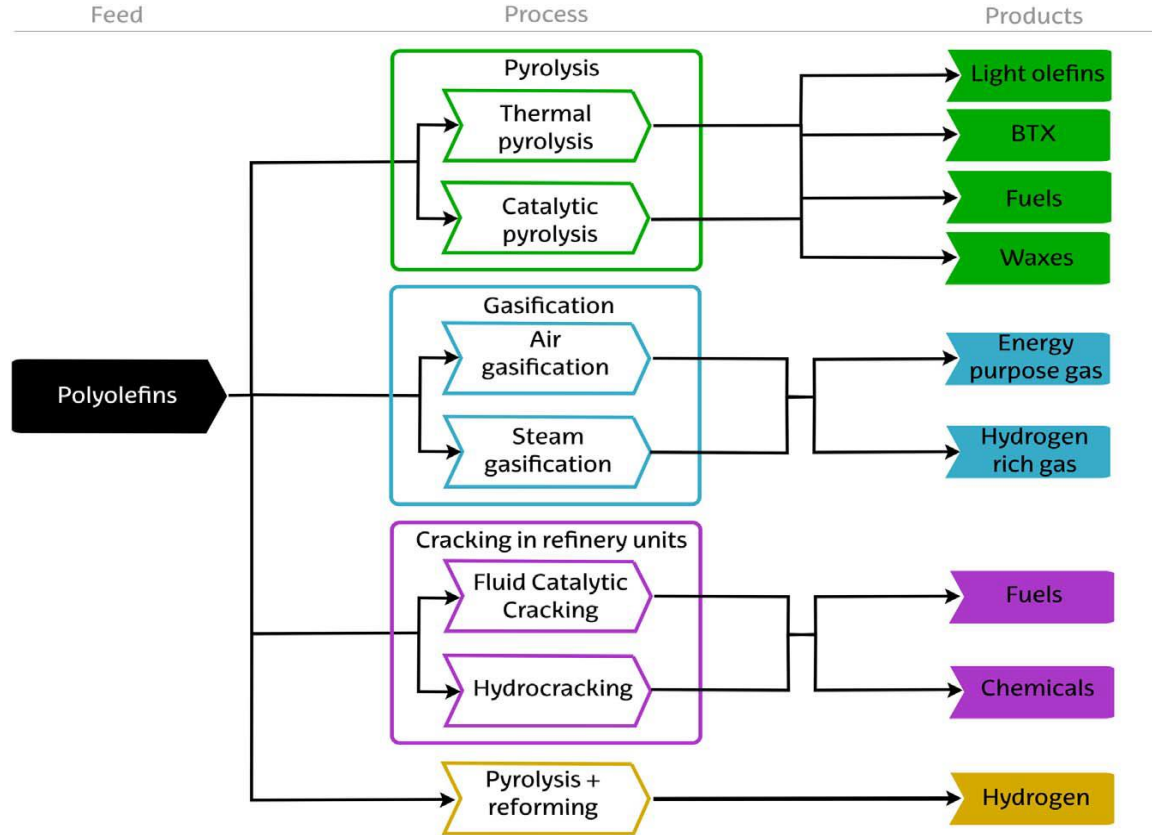 Feed
Process
Products
Pyrolysis
Thermal
pyrolysis
Catalytic
pyrolysis
Light olefins
BTX
Fuels
Waxes
Polyolefins
Gasification
Air
gasification
Steam
gasification
Energy
purpose gas
Hydrogen
rich gas
Cracking in refinery units
Fluid Catalytic
Cracking
Hydrocracking
Fuels
Chemicals
Pyrolysis +
reforming
Hydrogen